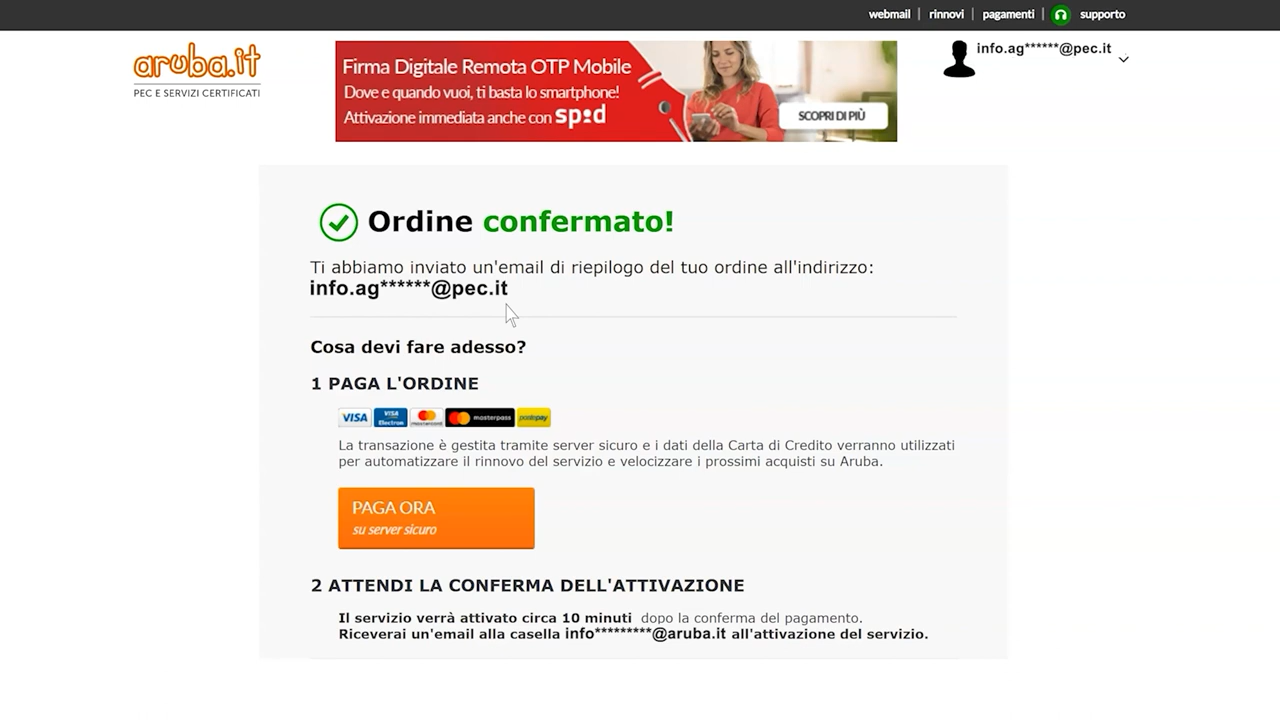 webmail | rinnovi | pagamenti | supporto
aruba.it
PEC E SERVIZI CERTIFICATI
Firma Digitale Remota OTP Mobile
Dove e quando vuoi, ti basta lo smartphone!
Attivazione immediata anche con spid
SCOPRI DI PIÙ
info.ag******@pec.it
Ordine confermato!
Ti abbiamo inviato un'email di riepilogo del tuo ordine all'indirizzo:
info.ag******@pec.it
Cosa devi fare adesso?
1 PAGA L'ORDINE
VISA VISA Electron mastercard masterpass postepay
La transazione è gestita tramite server sicuro e i dati della Carta di Credito verranno utilizzati
per automatizzare il rinnovo del servizio e velocizzare i prossimi acquisti su Aruba.
PAGA ORA
su server sicuro
2 ATTENDI LA CONFERMA DELL'ATTIVAZIONE
Il servizio verrà attivato circa 10 minuti dopo la conferma del pagamento.
Riceverai un'email alla casella info*********@aruba.it all'attivazione del servizio.